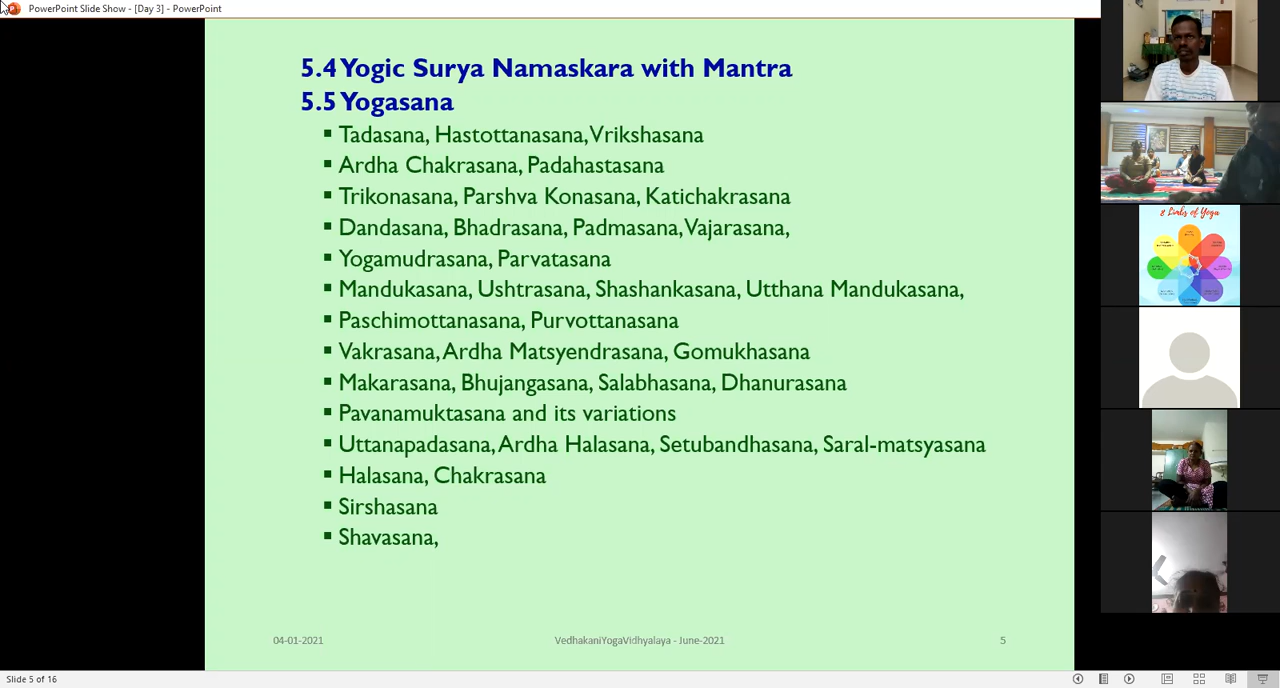 PowerPoint Slide Show - [Day 3] - PowerPoint
5.4 Yogic Surya Namaskara with Mantra
5.5 Yogasana
▪ Tadasana, Hastottanasana, Vrikshasana
▪ Ardha Chakrasana, Padahastasana
▪ Trikonasana, Parshva Konasana, Katichakrasana
▪ Dandasana, Bhadrasana, Padmasana, Vajarasana,
▪ Yogamudrasana, Parvatasana
▪ Mandukasana, Ushtrasana, Shashankasana, Utthana Mandukasana,
▪ Paschimottanasana, Purvottanasana
▪ Vakrasana, Ardha Matsyendrasana, Gomukhasana
▪ Makarasana, Bhujangasana, Salabhasana, Dhanurasana
▪ Pavanamuktasana and its variations
▪ Uttanapadasana, Ardha Halasana, Setubandhasana, Saral-matsyasana
▪ Halasana, Chakrasana
▪ Sirshasana
▪ Shavasana,
04-01-2021
VedhakaniYogaVidhyalaya - June-2021
5
Slide 5 of 16
8 Limbs of Yoga